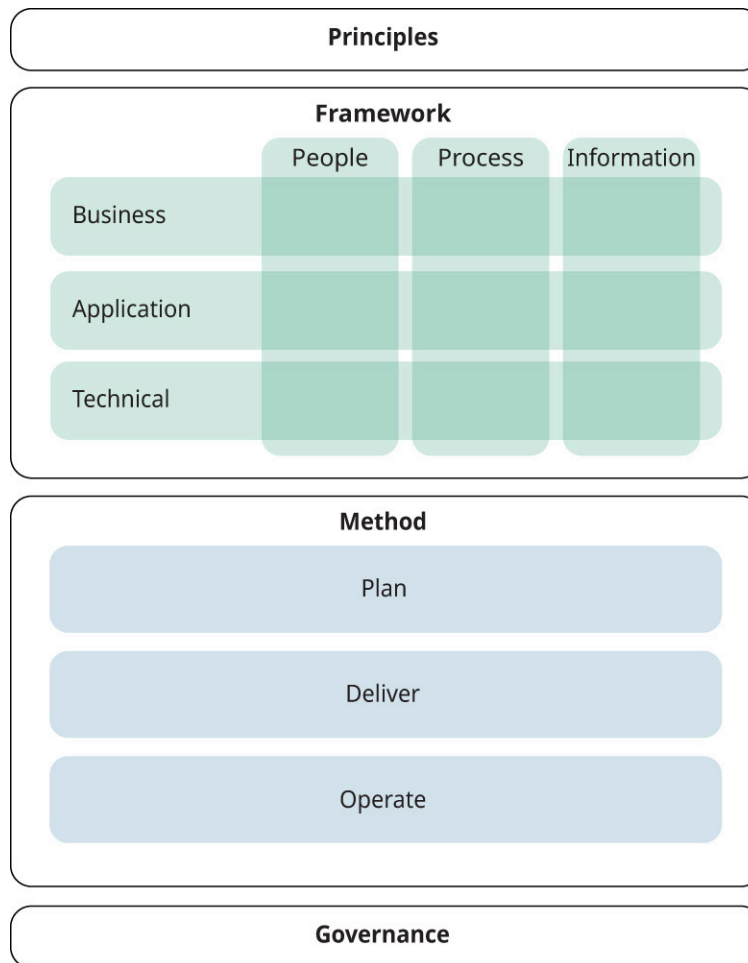 Principles
Framework
People Process Information
Business
Application
Technical
Method
Plan
Deliver
Operate
Governance